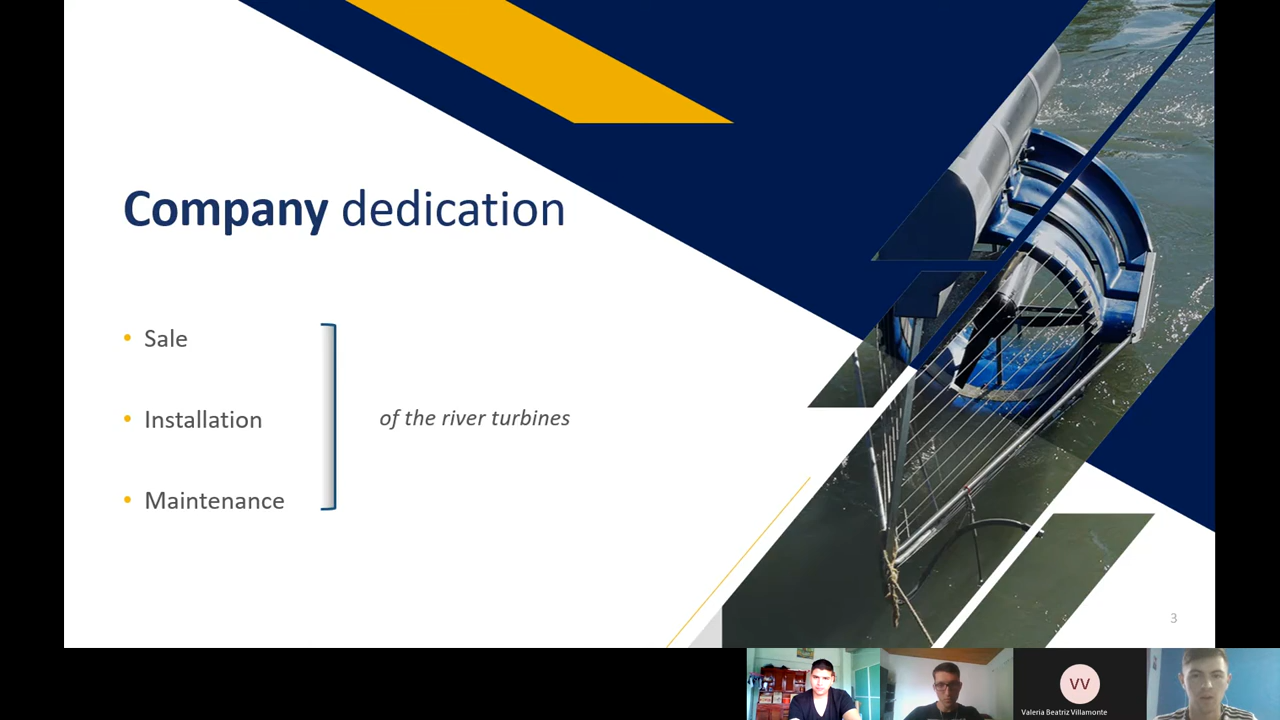 Company dedication
• Sale
• Installation
• Maintenance
of the river turbines
3
VV
Valeria Beatriz Villamonte